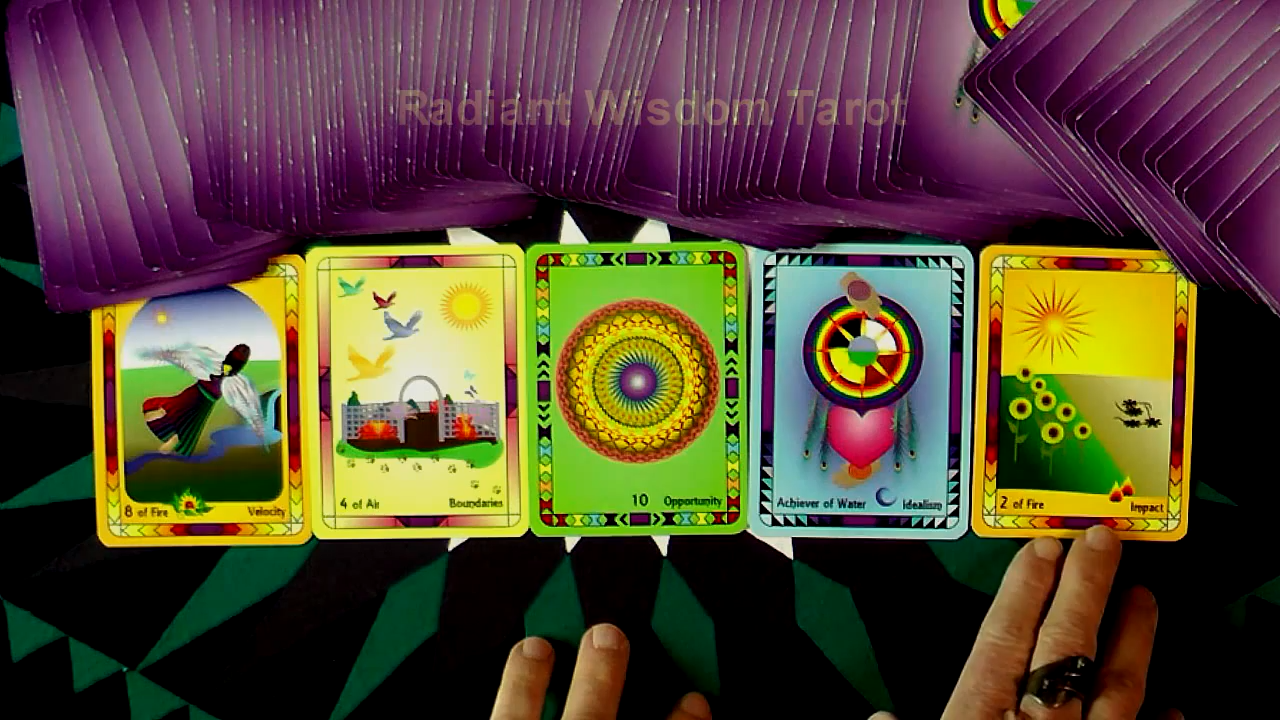 Radiant Wisdom Tarot
8 of Fire Velocity
4 of Air Boundaries
10 Opportunity
Achiever of Water Idealism
2 of Fire Impact